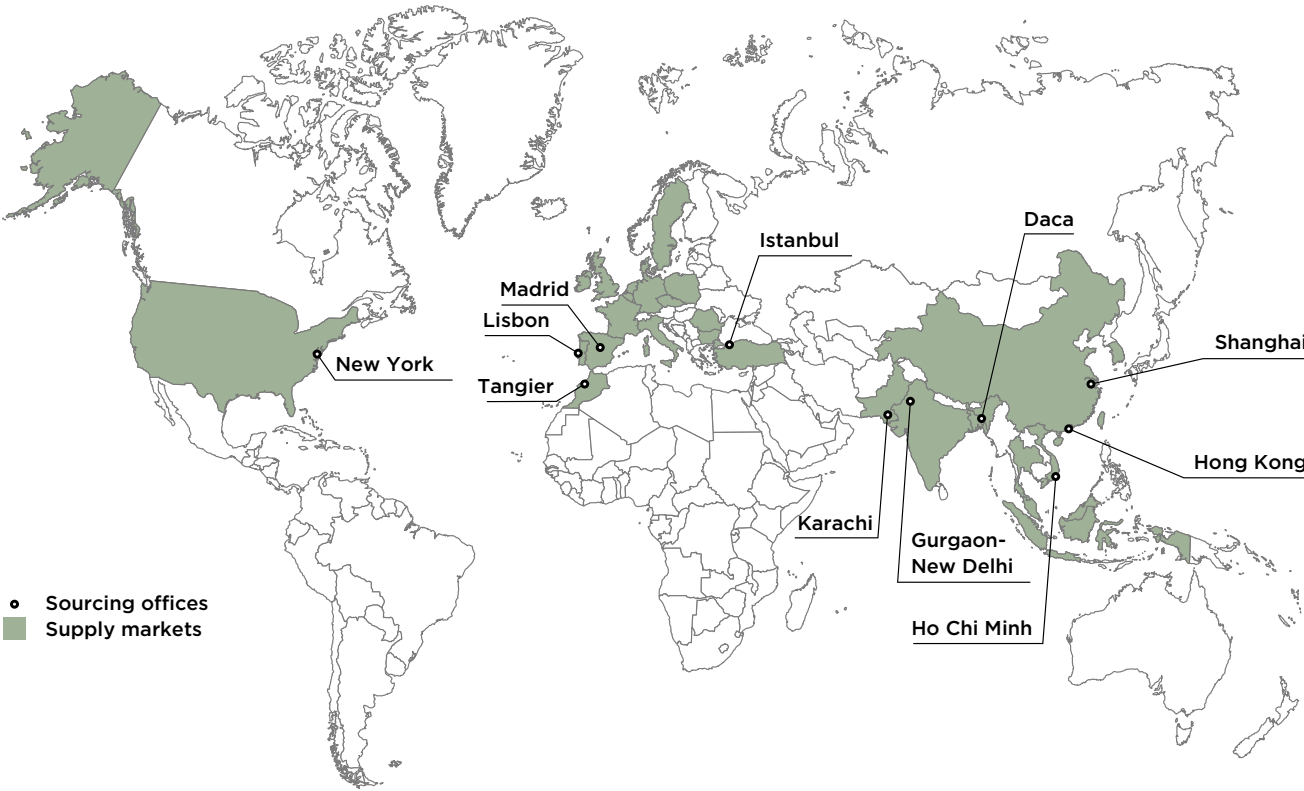 Daca
Istanbul
Madrid
Lisbon
Shanghai
New York
Tangier
Hong Kong
Karachi
Gurgaon-
New Delhi
Sourcing offices
Supply markets
Ho Chi Minh